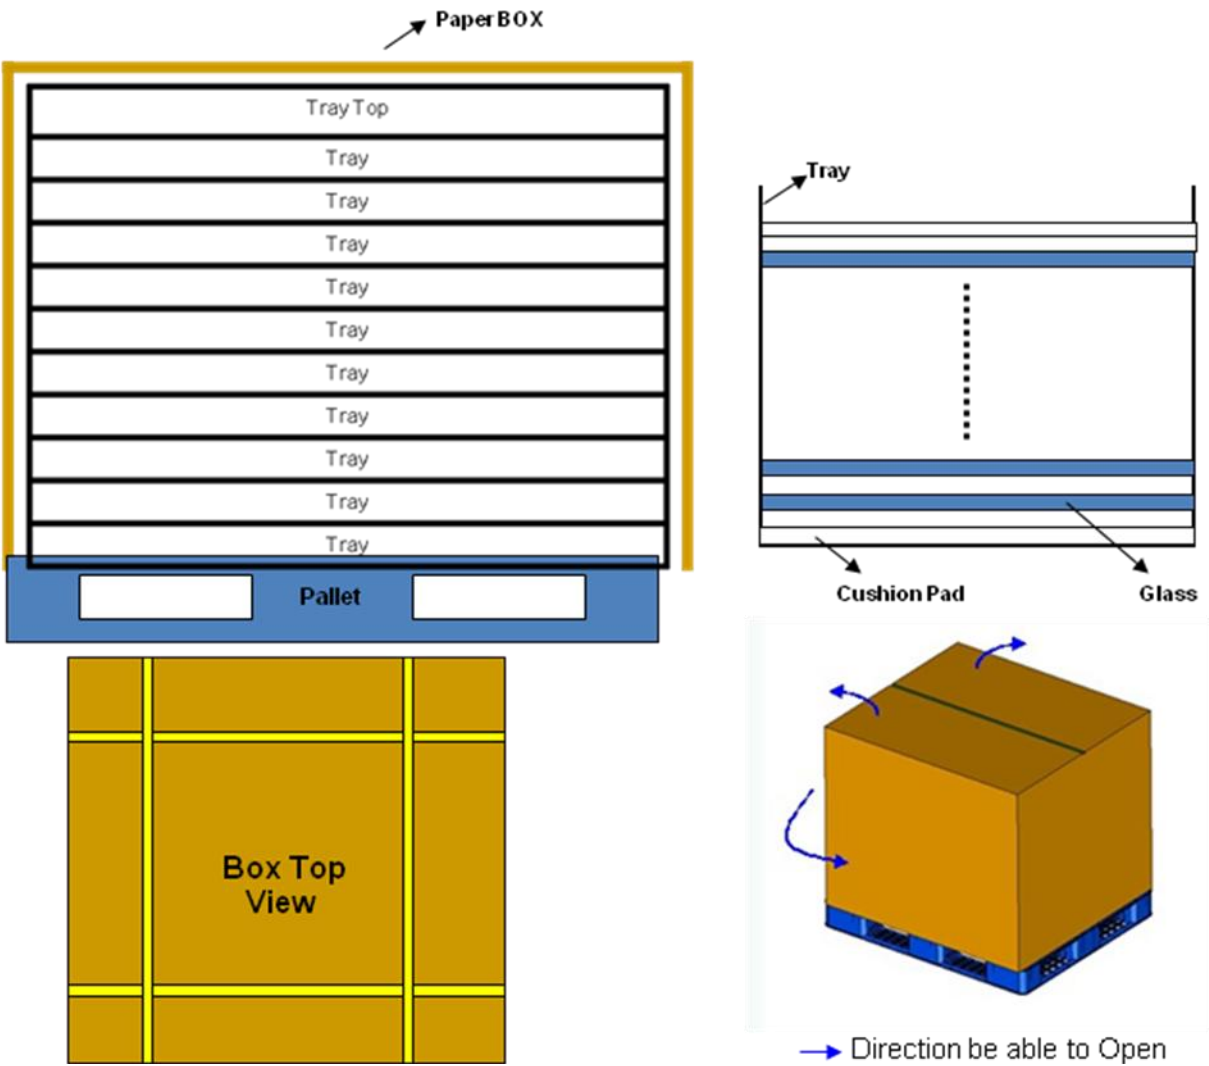 Paper BOX
Tray Top
Tray
Tray
Tray
Tray
Tray
Tray
Tray
Tray
Tray
Tray
Pallet
Tray
Cushion Pad
Glass
Box Top
View
Direction be able to Open